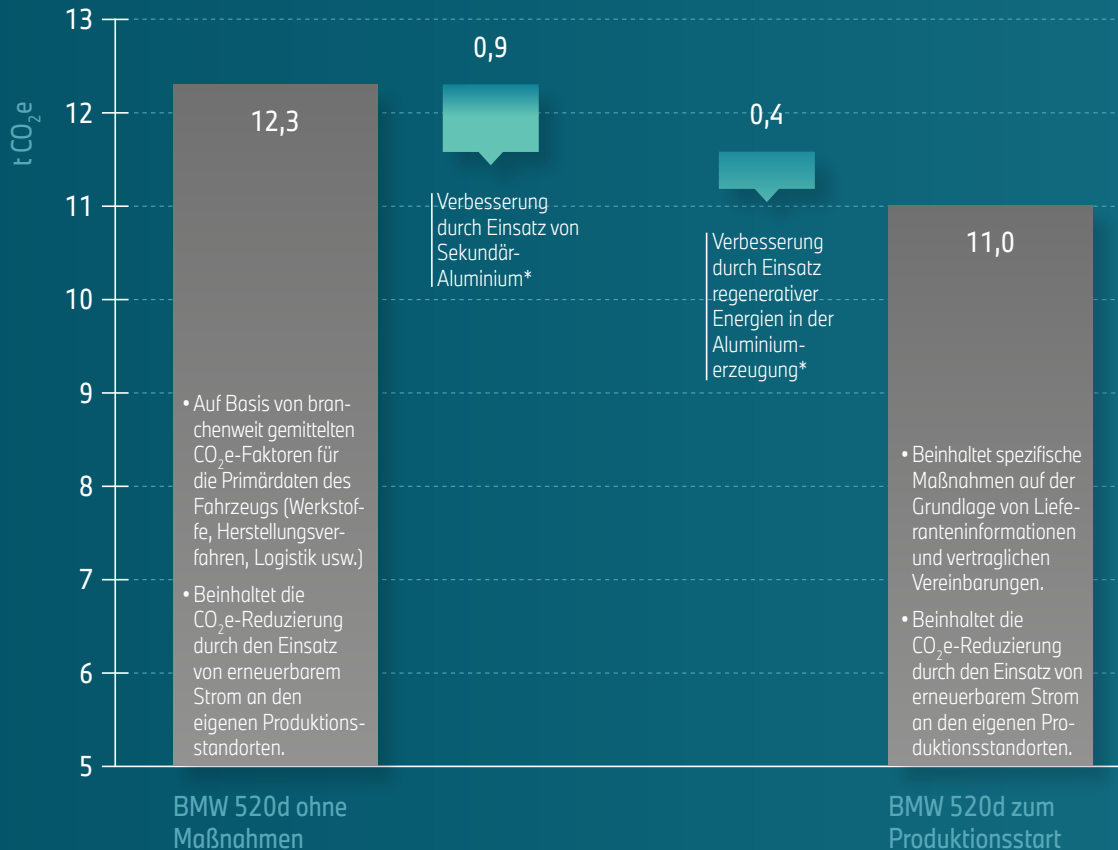 t CO₂e
13
12
11
10
9
8
7
6
5
12,3
• Auf Basis von bran-
chenweit gemittelten
CO₂e-Faktoren für
die Primärdaten des
Fahrzeugs (Werkstof-
fe, Herstellungsver-
fahren, Logistik usw.)
• Beinhaltet die
CO₂e-Reduzierung
durch den Einsatz
von erneuerbarem
Strom an den
eigenen Produktions-
standorten.
BMW 520d ohne
Maßnahmen
0,9
Verbesserung
durch Einsatz von
Sekundär-
Aluminium*
0,4
Verbesserung
durch Einsatz
regenerativer
Energien in der
Aluminium-
erzeugung*
11,0
• Beinhaltet spezifische
Maßnahmen auf der
Grundlage von Liefe-
ranteninformationen
und vertraglichen
Vereinbarungen.
• Beinhaltet die
CO₂e-Reduzierung
durch den Einsatz von
erneuerbarem Strom
an den eigenen Pro-
duktionsstandorten.
BMW 520d zum
Produktionsstart